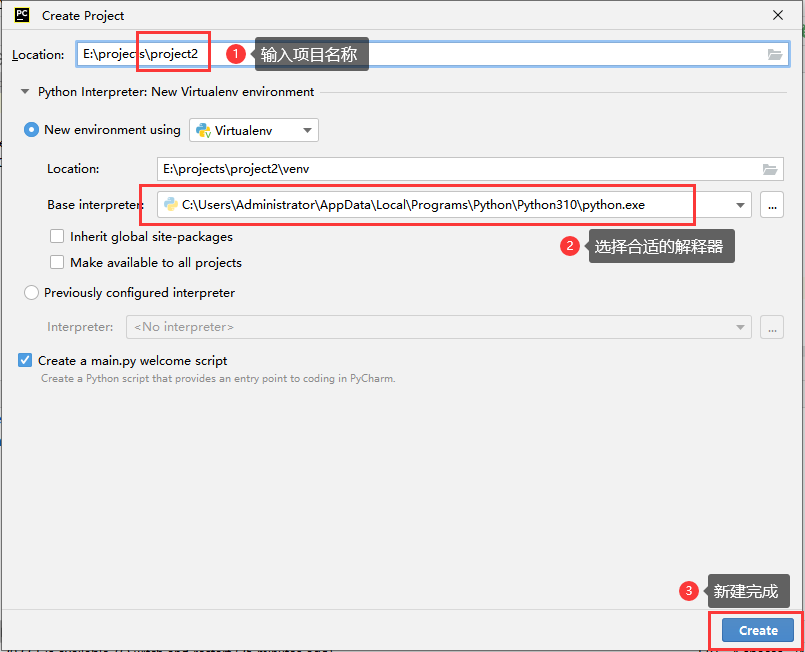 PC Create Project
Location: E:\projects\project2 1 输入项目名称
Python Interpreter: New Virtualenv environment
New environment using Virtualenv
Location: E:\projects\project2\venv
Base interpreter: C:\Users\Administrator\AppData\Local\Programs\Python\Python310\python.exe ...
Inherit global site-packages
2 选择合适的解释器
Make available to all projects
Previously configured interpreter
Interpreter: <No interpreter> ...
Create a main.py welcome script
Create a Python script that provides an entry point to coding in PyCharm.
3 新建完成
Create